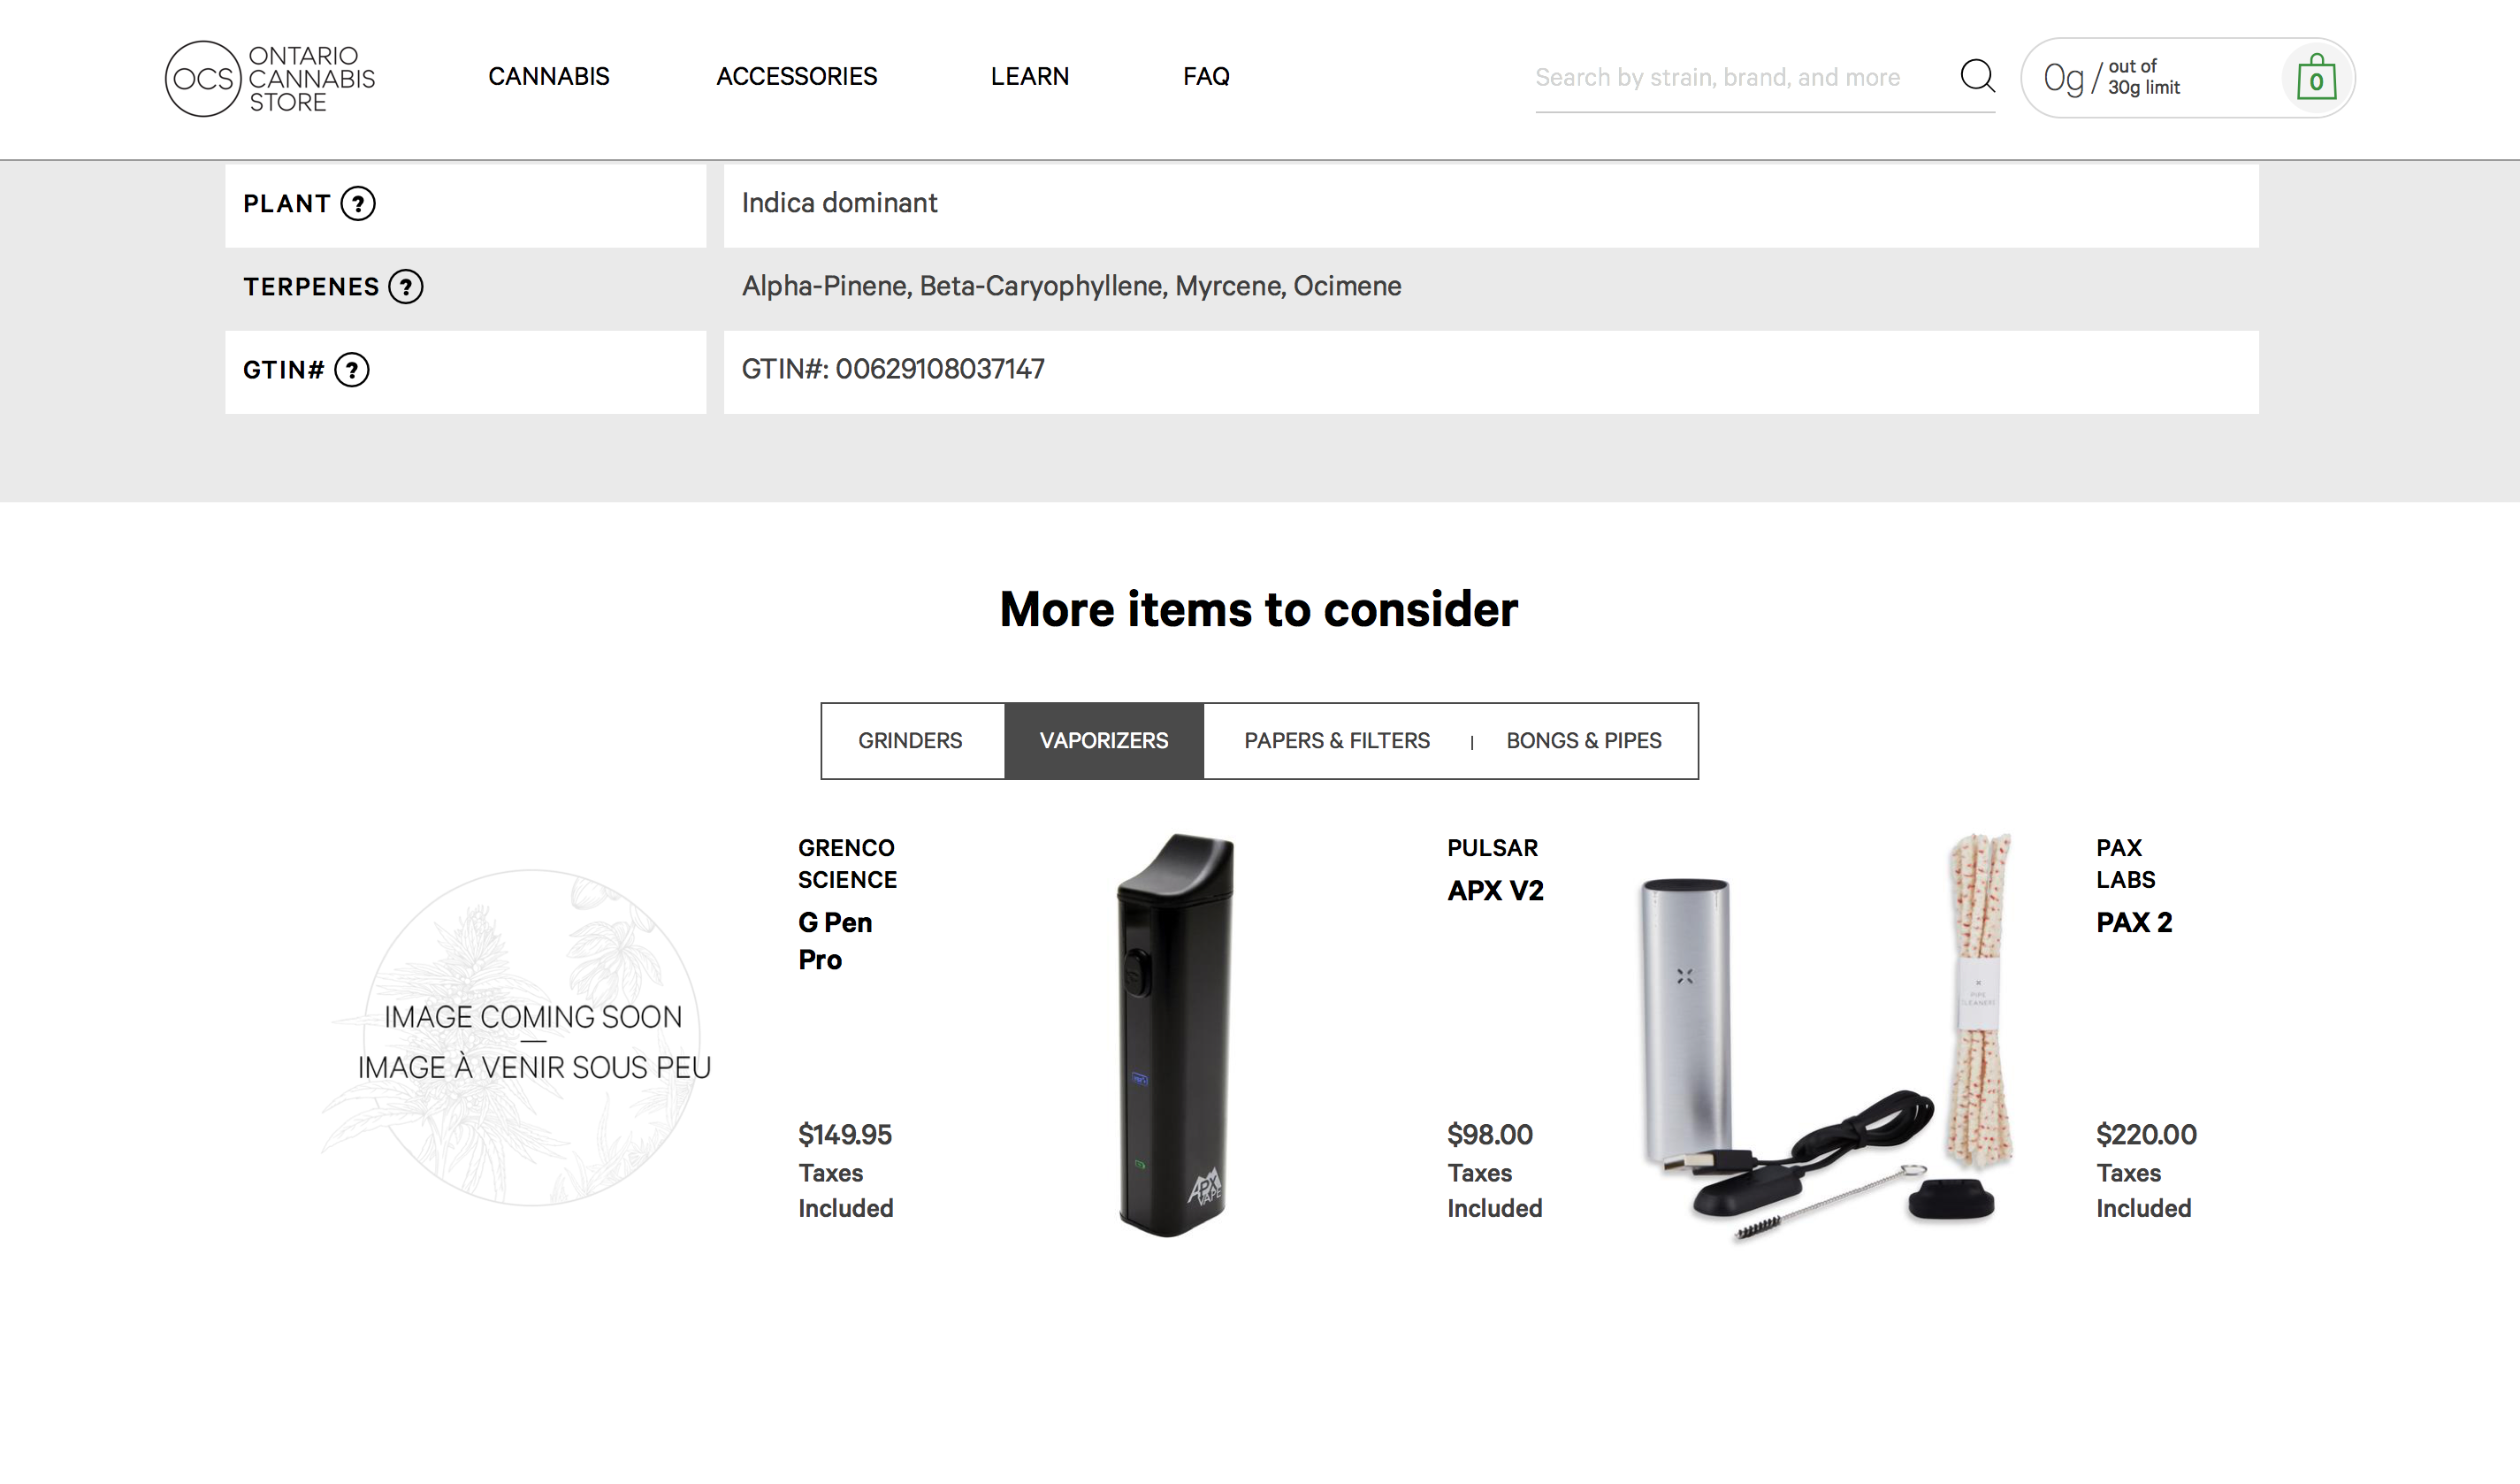 OCS ONTARIO
CANNABIS
STORE
CANNABIS
ACCESSORIES
LEARN
FAQ
Search by strain, brand, and more
0g / out of
30g limit
0
PLANT ?
Indica dominant
TERPENES ?
Alpha-Pinene, Beta-Caryophyllene, Myrcene, Ocimene
GTIN# ?
GTIN#: 00629108037147
More items to consider
GRINDERS
VAPORIZERS
PAPERS & FILTERS
BONGS & PIPES
IMAGE COMING SOON
—
IMAGE À VENIR SOUS PEU
GRENCO
SCIENCE
G Pen
Pro
$149.95
Taxes
Included
APX
VAPE
PULSAR
APX V2
$98.00
Taxes
Included
PIPE
CLEANERS
PAX
LABS
PAX 2
$220.00
Taxes
Included